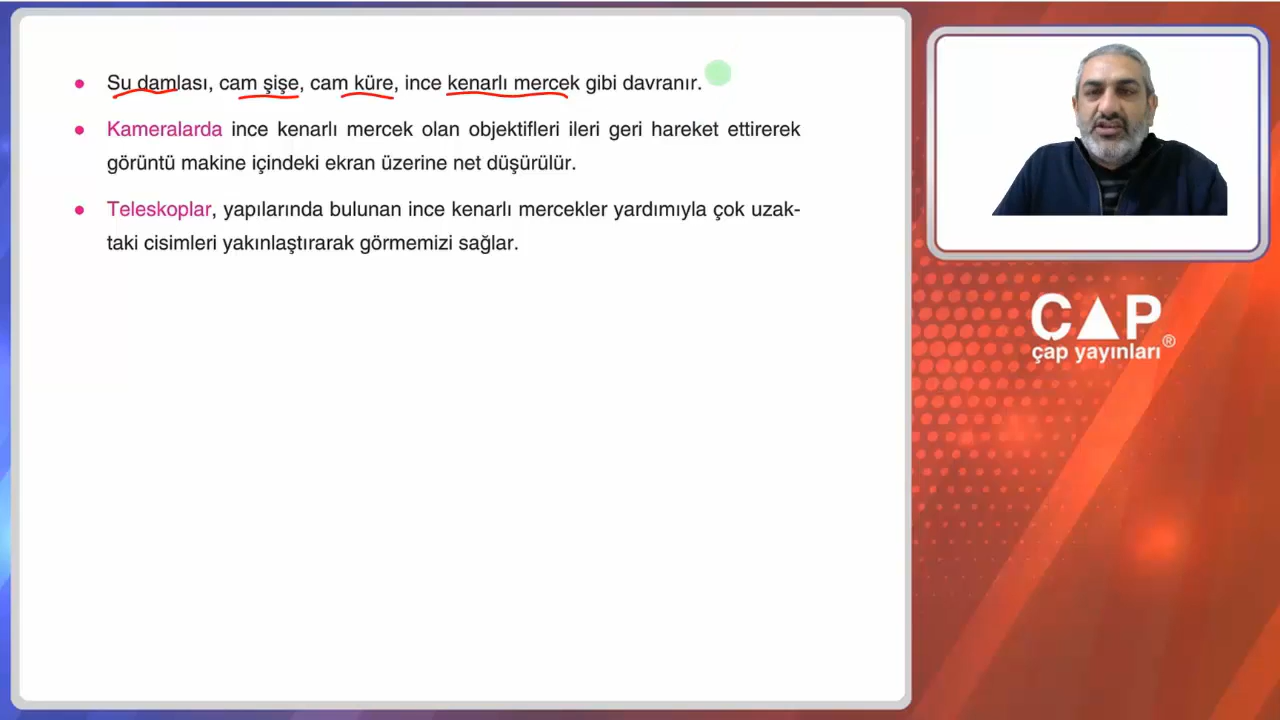 Su damlası, cam şişe, cam küre, ince kenarlı mercek gibi davranır.
Kameralarda ince kenarlı mercek olan objektifleri ileri geri hareket ettirerek
görüntü makine içindeki ekran üzerine net düşürülür.
Teleskoplar, yapılarında bulunan ince kenarlı mercekler yardımıyla çok uzak-
taki cisimleri yakınlaştırarak görmemizi sağlar.
ÇAP
çap yayınları®